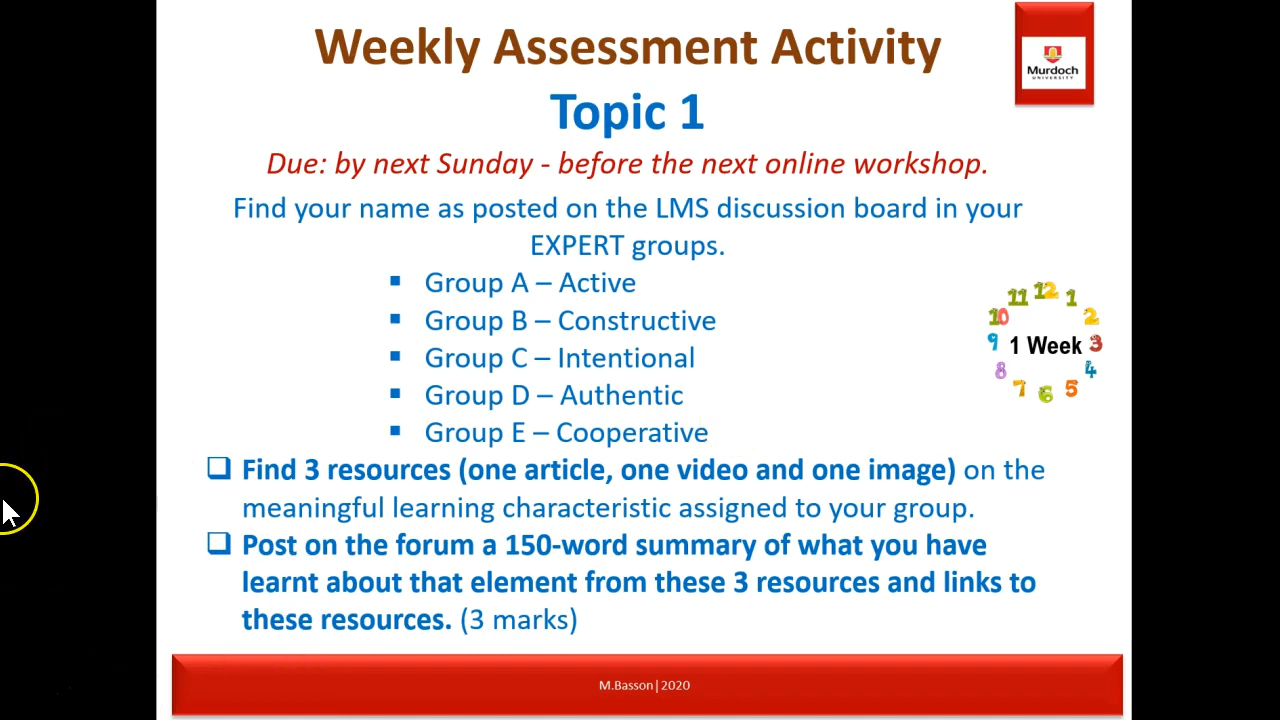 Weekly Assessment Activity
Topic 1
Murdoch
UNIVERSITY
Due: by next Sunday - before the next online workshop.
Find your name as posted on the LMS discussion board in your
EXPERT groups.
▪ Group A – Active
▪ Group B – Constructive
▪ Group C – Intentional
▪ Group D – Authentic
▪ Group E – Cooperative
11 12 1
10 2
9 1 Week 3
8 4
7 6 5
❑ Find 3 resources (one article, one video and one image) on the
meaningful learning characteristic assigned to your group.
❑ Post on the forum a 150-word summary of what you have
learnt about that element from these 3 resources and links to
these resources. (3 marks)
M.Basson|2020